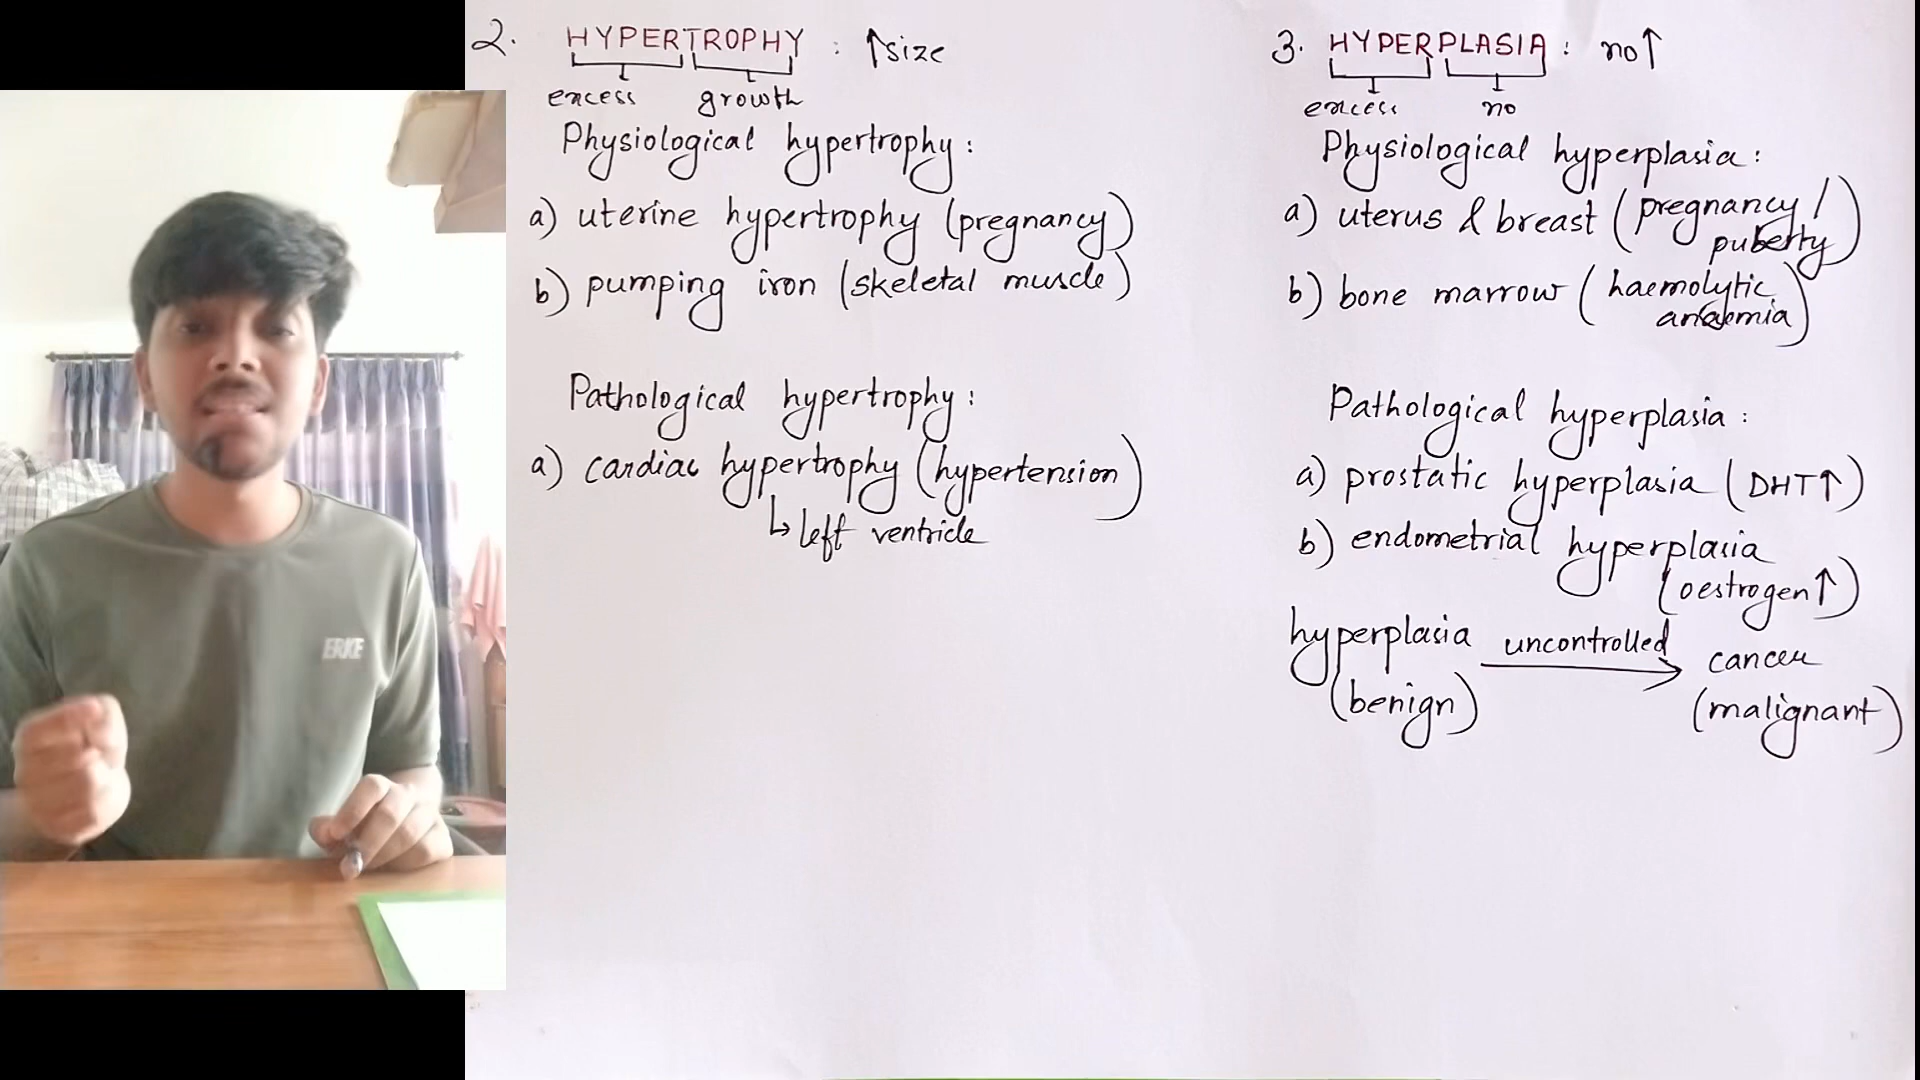 2. HYPERTROPHY : ↑size
excess growth
Physiological hypertrophy:
a) uterine hypertrophy (pregnancy)
b) pumping iron (skeletal muscle)
Pathological hypertrophy:
a) cardiac hypertrophy (hypertension)
↳ left ventricle
3. HYPERPLASIA : no↑
excess no
Physiological hyperplasia:
a) uterus & breast (pregnancy/
puberty)
b) bone marrow (haemolytic
anaemia)
Pathological hyperplasia:
a) prostatic hyperplasia (DHT↑)
b) endometrial hyperplasia
(oestrogen↑)
hyperplasia uncontrolled → cancer
(benign) (malignant)
ERKE